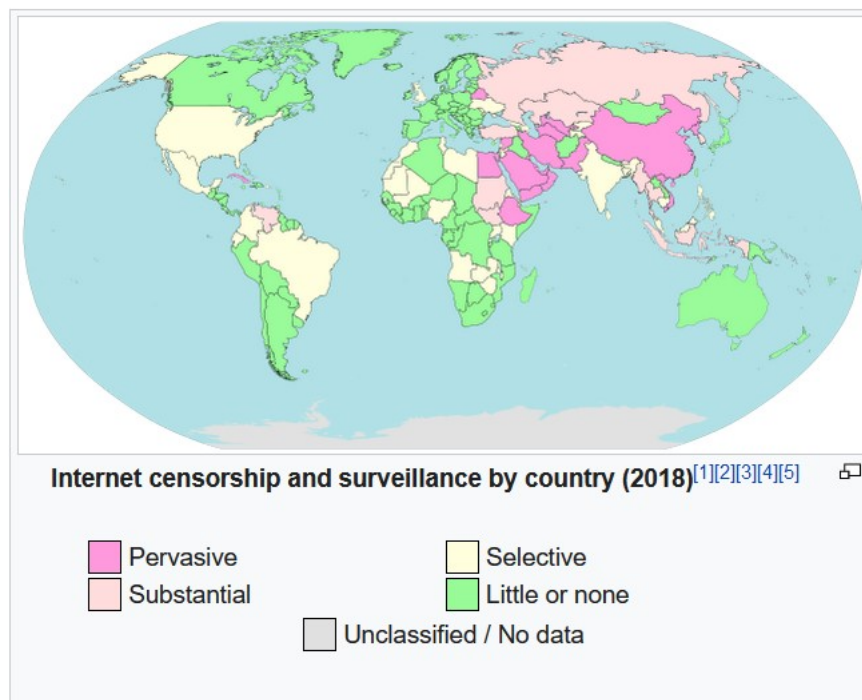 Internet censorship and surveillance by country (2018)[1][2][3][4][5]
Pervasive
Selective
Substantial
Little or none
Unclassified / No data